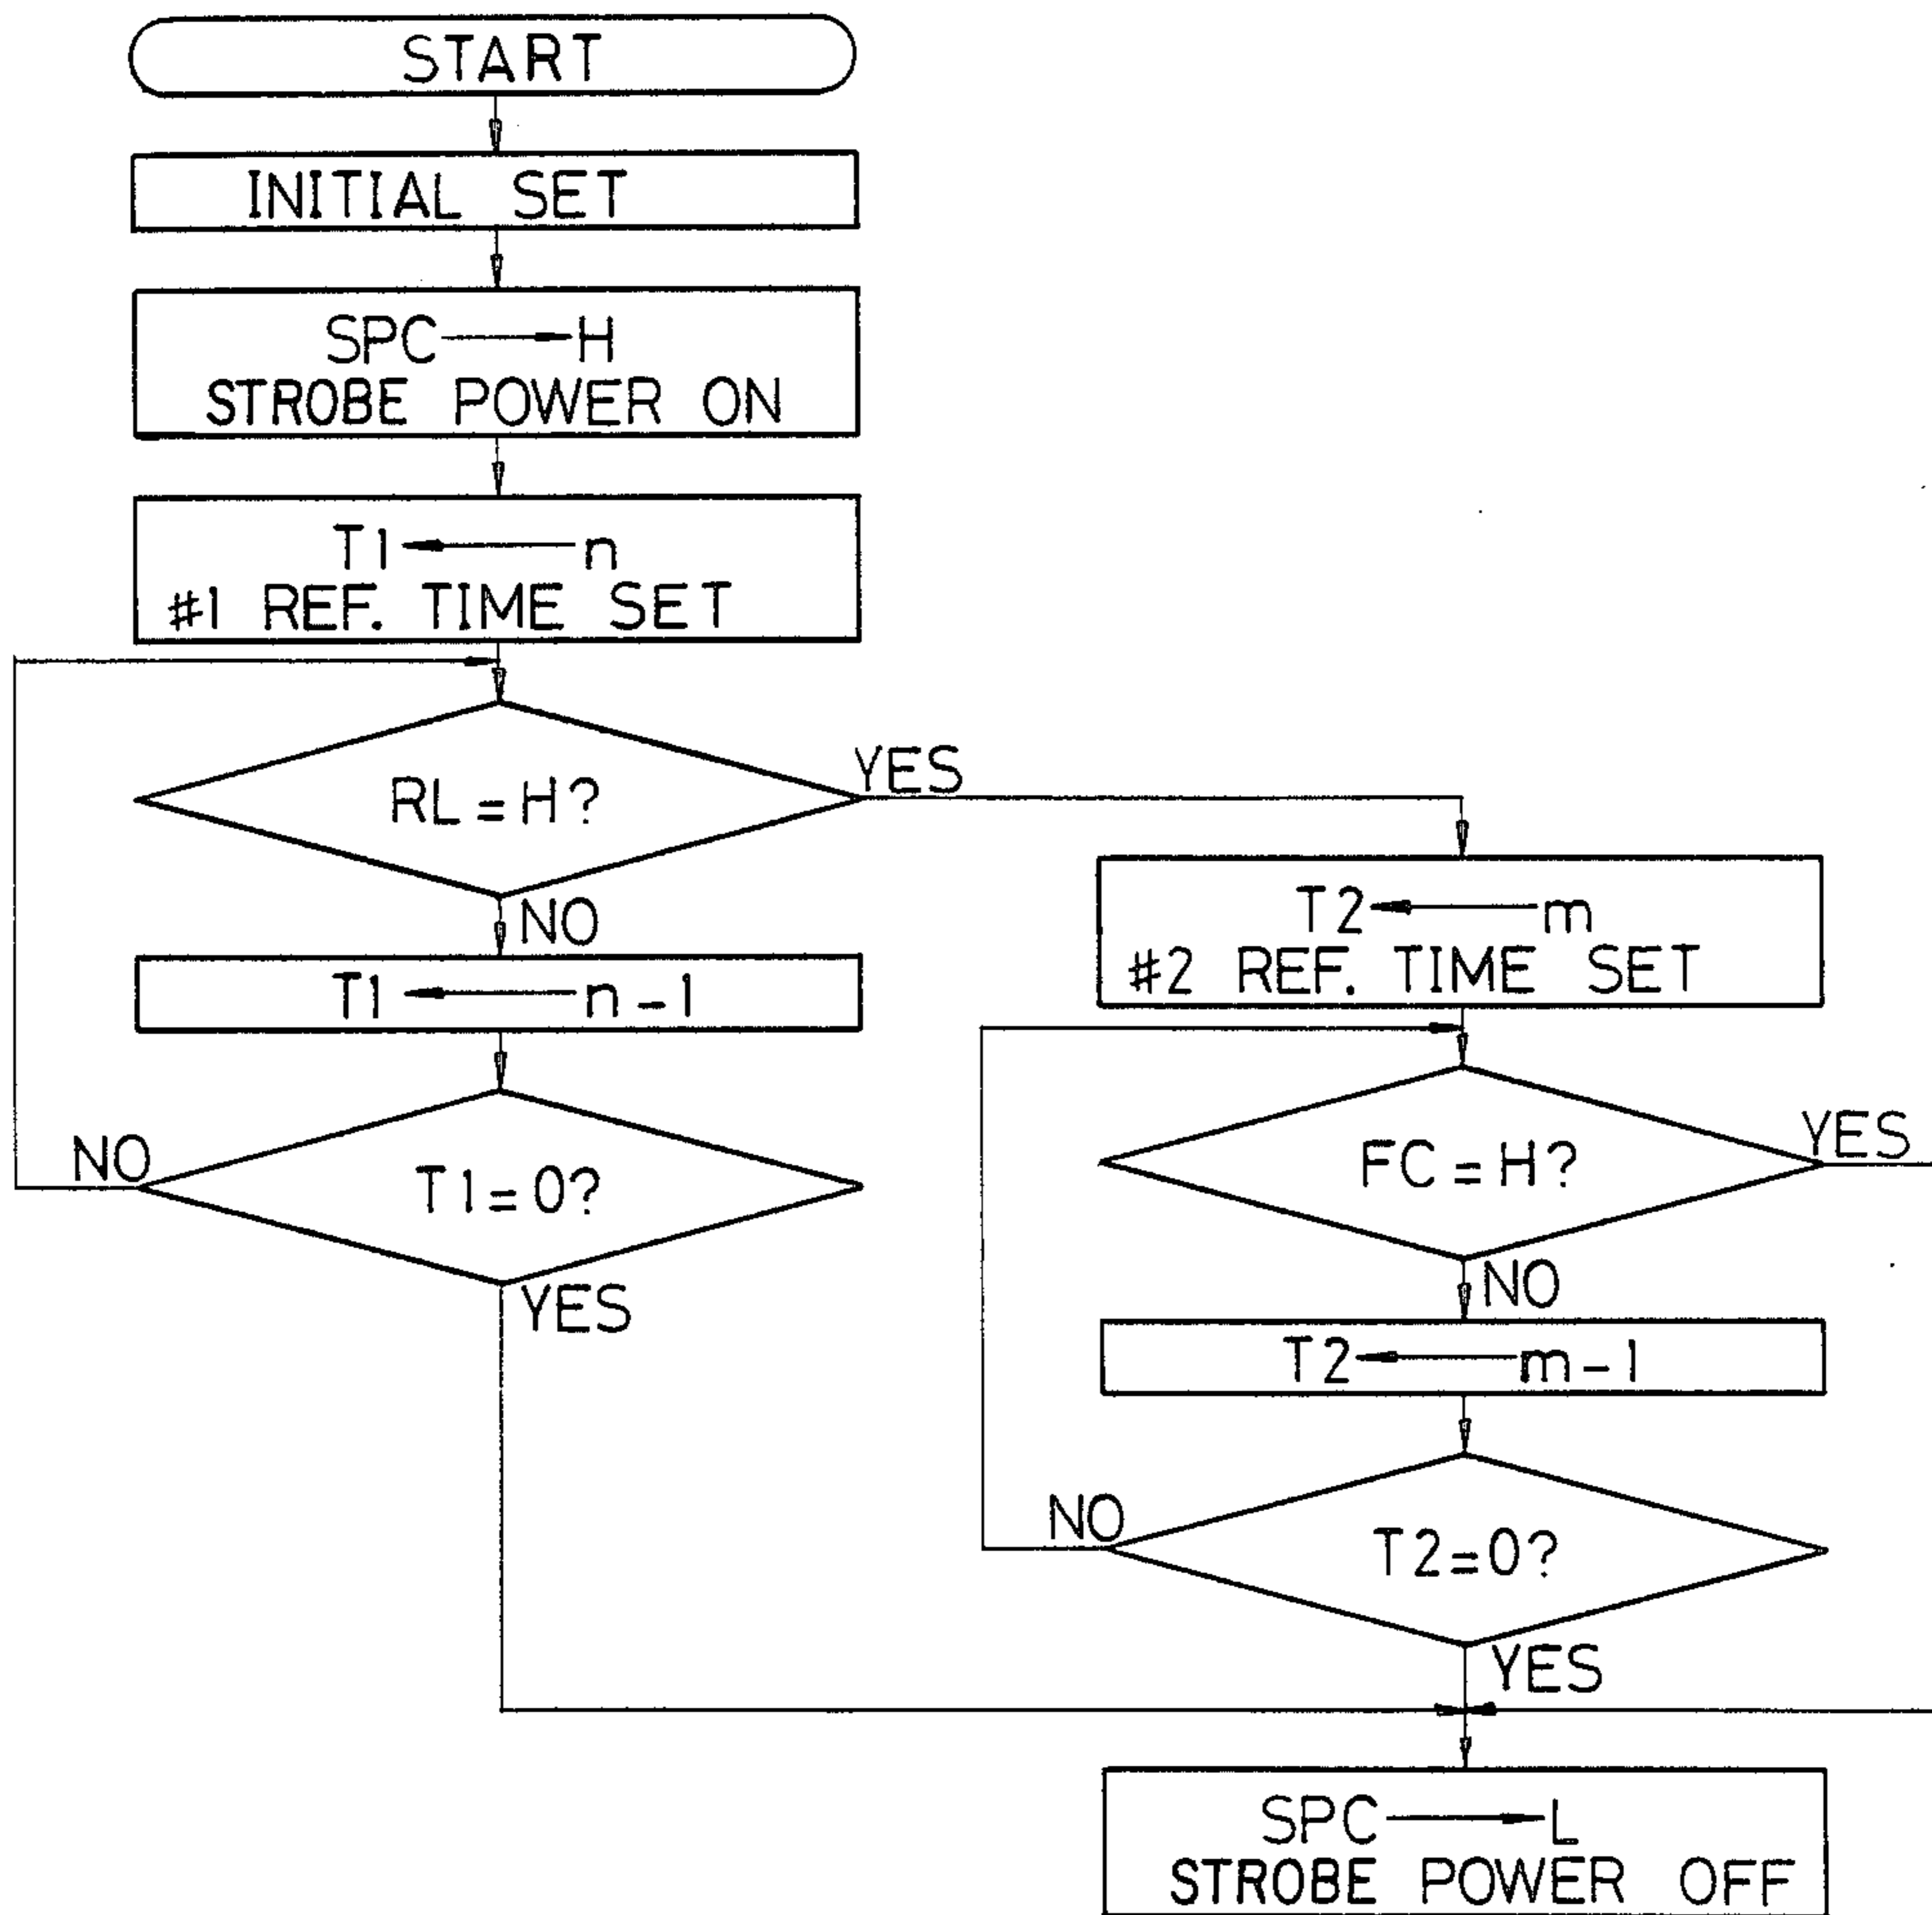 START
INITIAL SET
SPC → H
STROBE POWER ON
T1 ← n
#1 REF. TIME SET
RL = H?
YES
NO
T1 ← n - 1
T1 = 0?
NO
YES
T2 ← m
#2 REF. TIME SET
FC = H?
YES
NO
T2 ← m - 1
T2 = 0?
NO
YES
SPC → L
STROBE POWER OFF